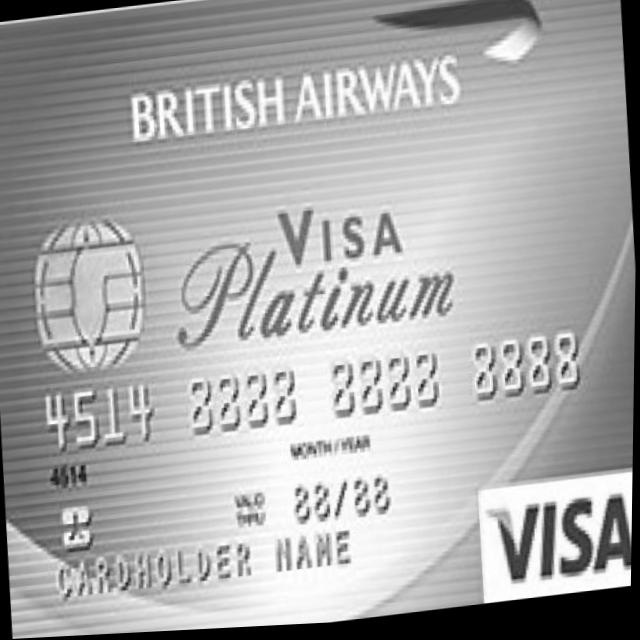 BRITISH AIRWAYS
VISA
Platinum
4514 8888 8888 8888
MONTH/YEAR
4514
VALID THRU 88/88
CARDHOLDER NAME
VISA